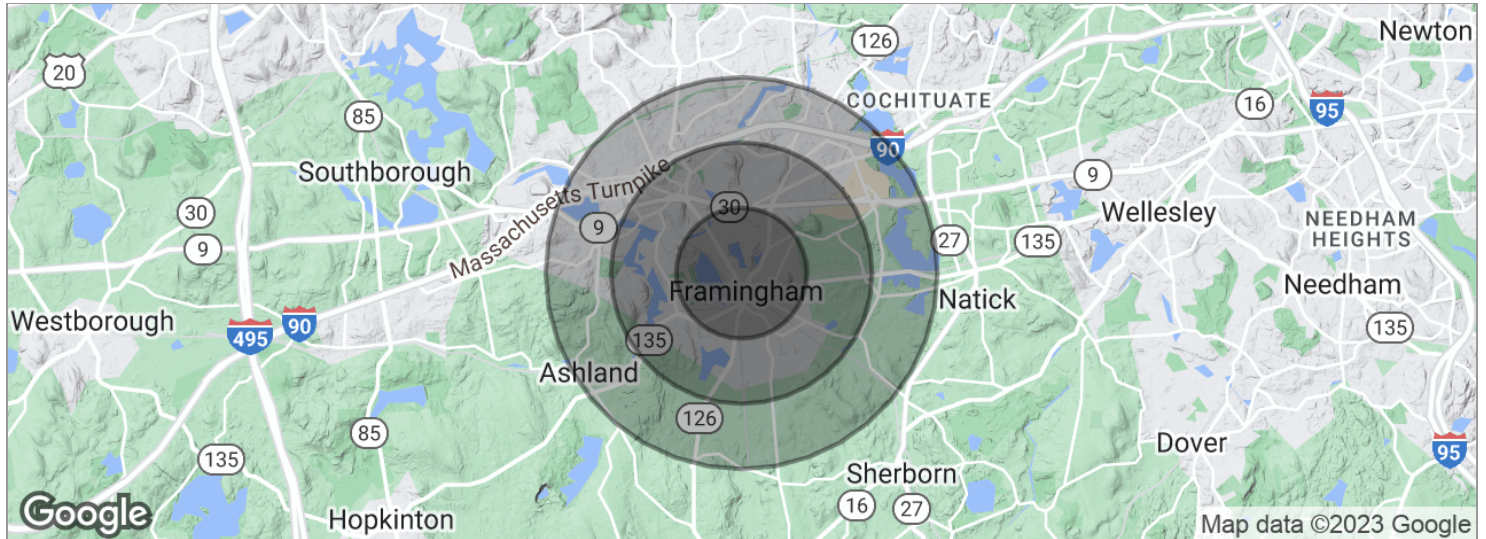 Newton
126
20
COCHITUATE
16
95
85
90
Southborough
Massachusetts Turnpike
9
30
30
Wellesley
9
NEEDHAM
HEIGHTS
9
27
135
Framingham
Natick
Needham
Westborough
495
90
135
135
Ashland
126
85
Dover
95
135
Sherborn
16
27
Hopkinton
Google
Map data ©2023 Google